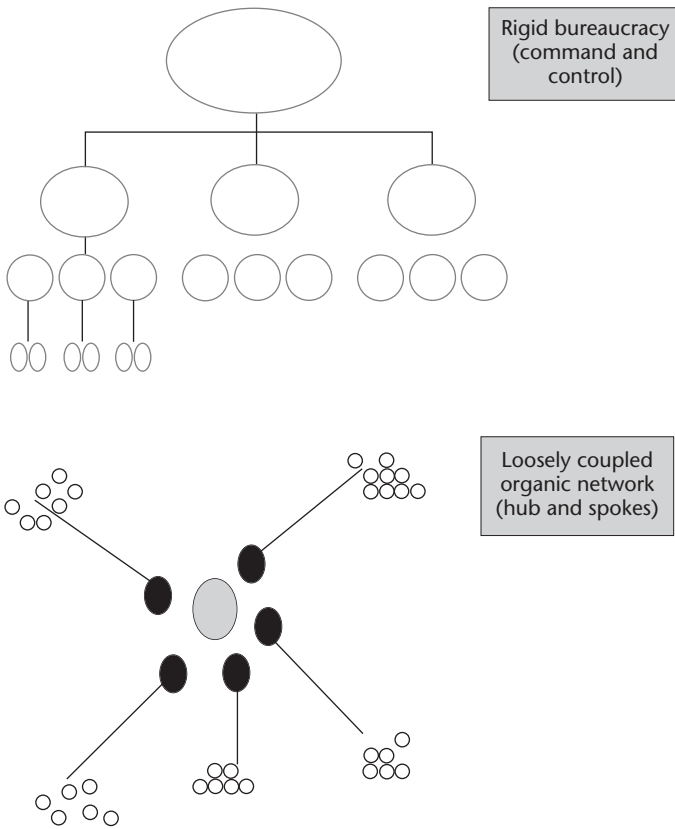 Rigid bureaucracy
(command and
control)
Loosely coupled
organic network
(hub and spokes)